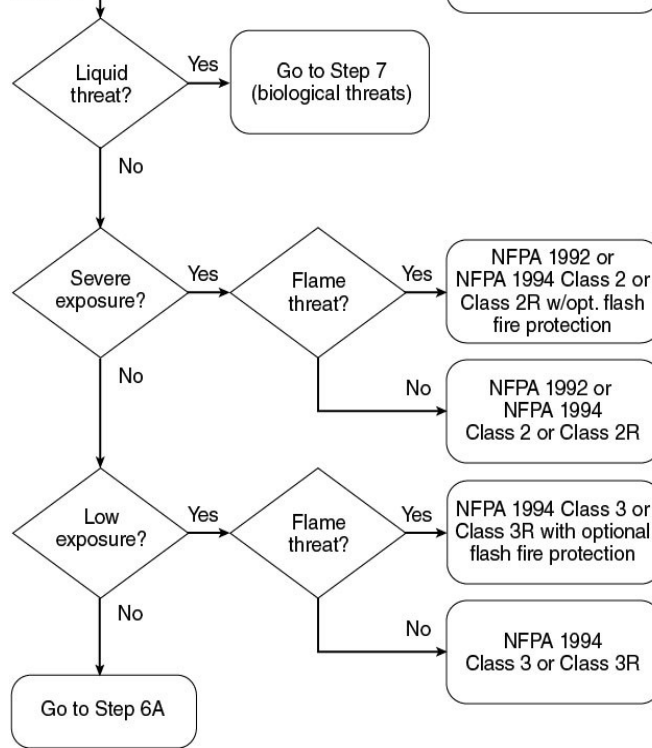 Liquid
threat?
Yes
Go to Step 7
(biological threats)
No
Severe
exposure?
Yes
Flame
threat?
Yes
NFPA 1992 or
NFPA 1994 Class 2 or
Class 2R w/opt. flash
fire protection
No
No
NFPA 1992 or
NFPA 1994
Class 2 or Class 2R
Low
exposure?
Yes
Flame
threat?
Yes
NFPA 1994 Class 3 or
Class 3R with optional
flash fire protection
No
No
NFPA 1994
Class 3 or Class 3R
Go to Step 6A